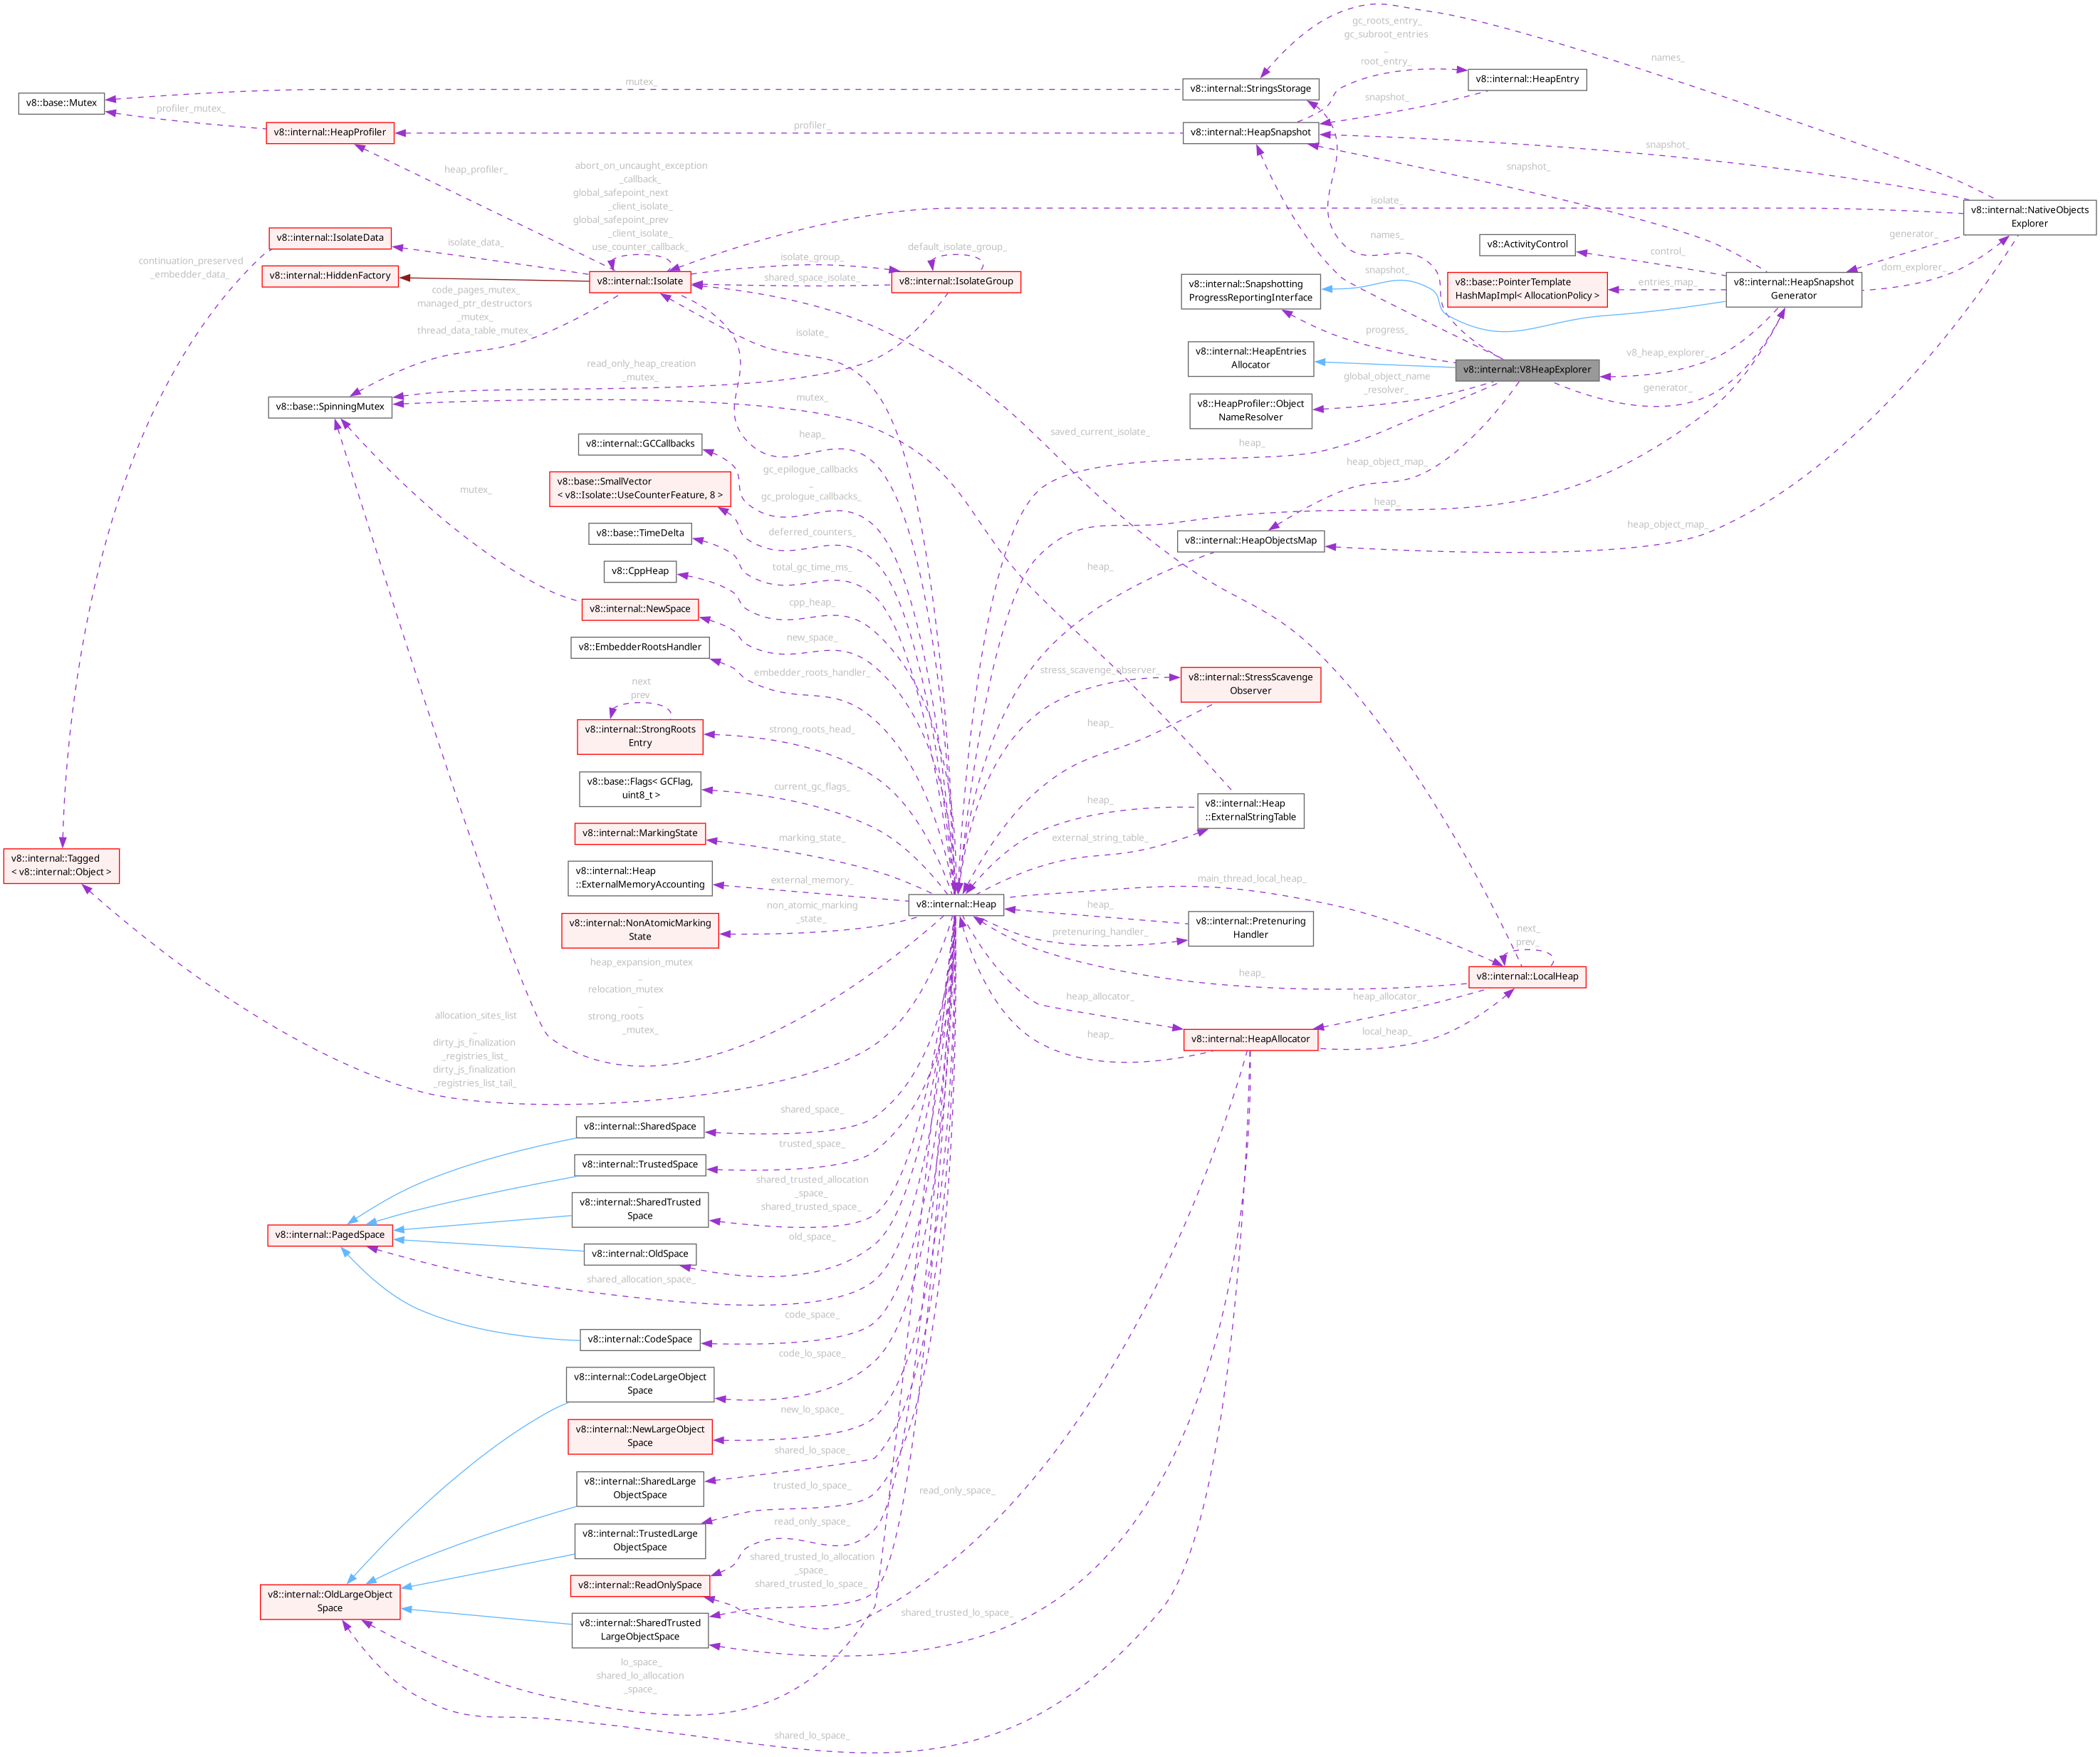 gc_roots_entry_
gc_subroot_entries
_
root_entry_
names_
mutex_
v8::internal::StringsStorage
v8::internal::HeapEntry
v8::base::Mutex
profiler_mutex_
snapshot_
v8::internal::HeapProfiler
profiler_
v8::internal::HeapSnapshot
snapshot_
heap_profiler_
abort_on_uncaught_exception
_callback_
global_safepoint_next
_client_isolate_
global_safepoint_prev
_client_isolate_
use_counter_callback_
snapshot_
isolate_
v8::internal::NativeObjects
Explorer
v8::internal::IsolateData
isolate_data_
default_isolate_group_
names_
v8::ActivityControl
generator_
control_
continuation_preserved
_embedder_data_
isolate_group_
v8::internal::HiddenFactory
v8::internal::Isolate
shared_space_isolate_
v8::internal::IsolateGroup
snapshot_
dom_explorer_
v8::internal::Snapshotting
ProgressReportingInterface
v8::base::PointerTemplate
HashMapImpl< AllocationPolicy >
entries_map_
v8::internal::HeapSnapshot
Generator
code_pages_mutex_
managed_ptr_destructors
_mutex_
thread_data_table_mutex_
isolate_
progress_
v8::internal::HeapEntries
Allocator
v8_heap_explorer_
v8::internal::V8HeapExplorer
read_only_heap_creation
_mutex_
global_object_name
_resolver_
generator_
v8::base::SpinningMutex
mutex_
v8::HeapProfiler::Object
NameResolver
v8::internal::GCCallbacks
heap_
saved_current_isolate_
heap_
heap_object_map_
v8::base::SmallVector
< v8::Isolate::UseCounterFeature, 8 >
gc_epilogue_callbacks
_
gc_prologue_callbacks_
mutex_
heap_
v8::base::TimeDelta
deferred_counters_
v8::internal::HeapObjectsMap
heap_object_map_
v8::CppHeap
total_gc_time_ms_
heap_
v8::internal::NewSpace
cpp_heap_
v8::EmbedderRootsHandler
new_space_
embedder_roots_handler_
stress_scavenge_observer_
v8::internal::StressScavenge
Observer
next
prev
v8::internal::StrongRoots
Entry
strong_roots_head_
heap_
v8::base::Flags< GCFlag,
uint8_t >
current_gc_flags_
heap_
v8::internal::Heap
::ExternalStringTable
v8::internal::MarkingState
marking_state_
external_string_table_
v8::internal::Tagged
< v8::internal::Object >
v8::internal::Heap
::ExternalMemoryAccounting
external_memory_
v8::internal::Heap
main_thread_local_heap_
v8::internal::NonAtomicMarking
State
non_atomic_marking
_state_
heap_
v8::internal::Pretenuring
Handler
pretenuring_handler_
next_
prev_
heap_expansion_mutex
_
relocation_mutex
_
strong_roots
_mutex_
heap_
v8::internal::LocalHeap
heap_allocator_
heap_allocator_
allocation_sites_list
_
dirty_js_finalization
_registries_list_
dirty_js_finalization
_registries_list_tail_
heap_
v8::internal::HeapAllocator
local_heap_
v8::internal::SharedSpace
shared_space_
v8::internal::TrustedSpace
trusted_space_
v8::internal::SharedTrusted
Space
shared_trusted_allocation
_space_
shared_trusted_space_
v8::internal::PagedSpace
v8::internal::OldSpace
old_space_
shared_allocation_space_
v8::internal::CodeSpace
code_space_
v8::internal::CodeLargeObject
Space
code_lo_space_
v8::internal::NewLargeObject
Space
new_lo_space_
v8::internal::SharedLarge
ObjectSpace
shared_lo_space_
v8::internal::TrustedLarge
ObjectSpace
trusted_lo_space_
read_only_space_
read_only_space_
v8::internal::OldLargeObject
Space
v8::internal::ReadOnlySpace
shared_trusted_lo_allocation
_space_
shared_trusted_lo_space_
v8::internal::SharedTrusted
LargeObjectSpace
shared_trusted_lo_space_
lo_space_
shared_lo_allocation
_space_
shared_lo_space_